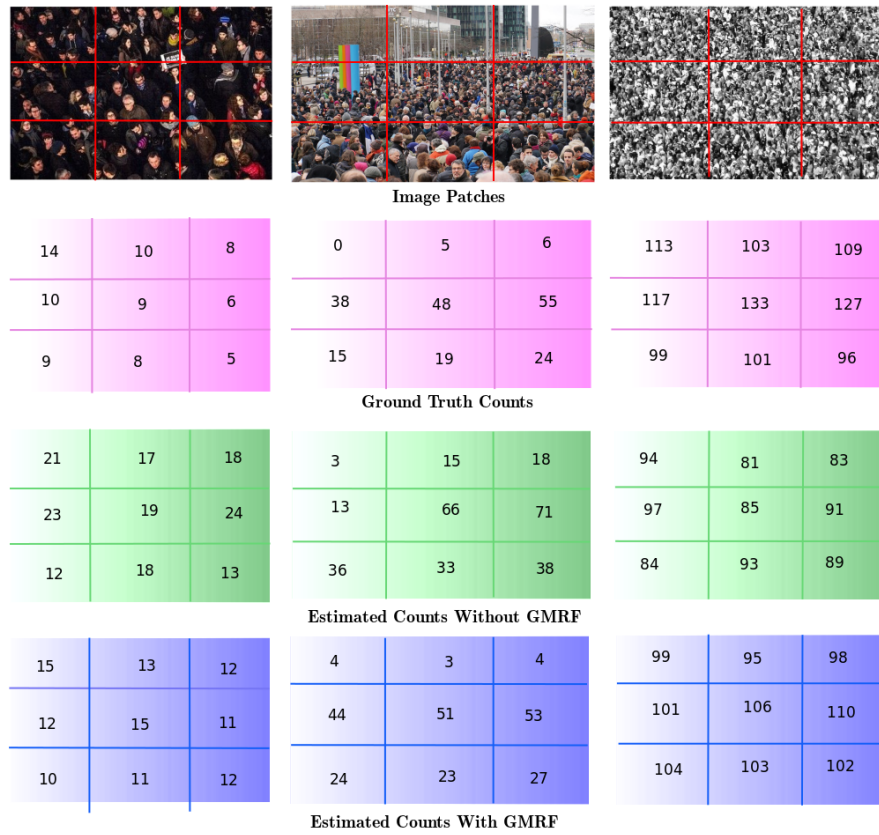 Image Patches
14 10 8 0 5 6 113 103 109
10 9 6 38 48 55 117 133 127
9 8 5 15 19 24 99 101 96
Ground Truth Counts
21 17 18 3 15 18 94 81 83
23 19 24 13 66 71 97 85 91
12 18 13 36 33 38 84 93 89
Estimated Counts Without GMRF
15 13 12 4 3 4 99 95 98
12 15 11 44 51 53 101 106 110
10 11 12 24 23 27 104 103 102
Estimated Counts With GMRF